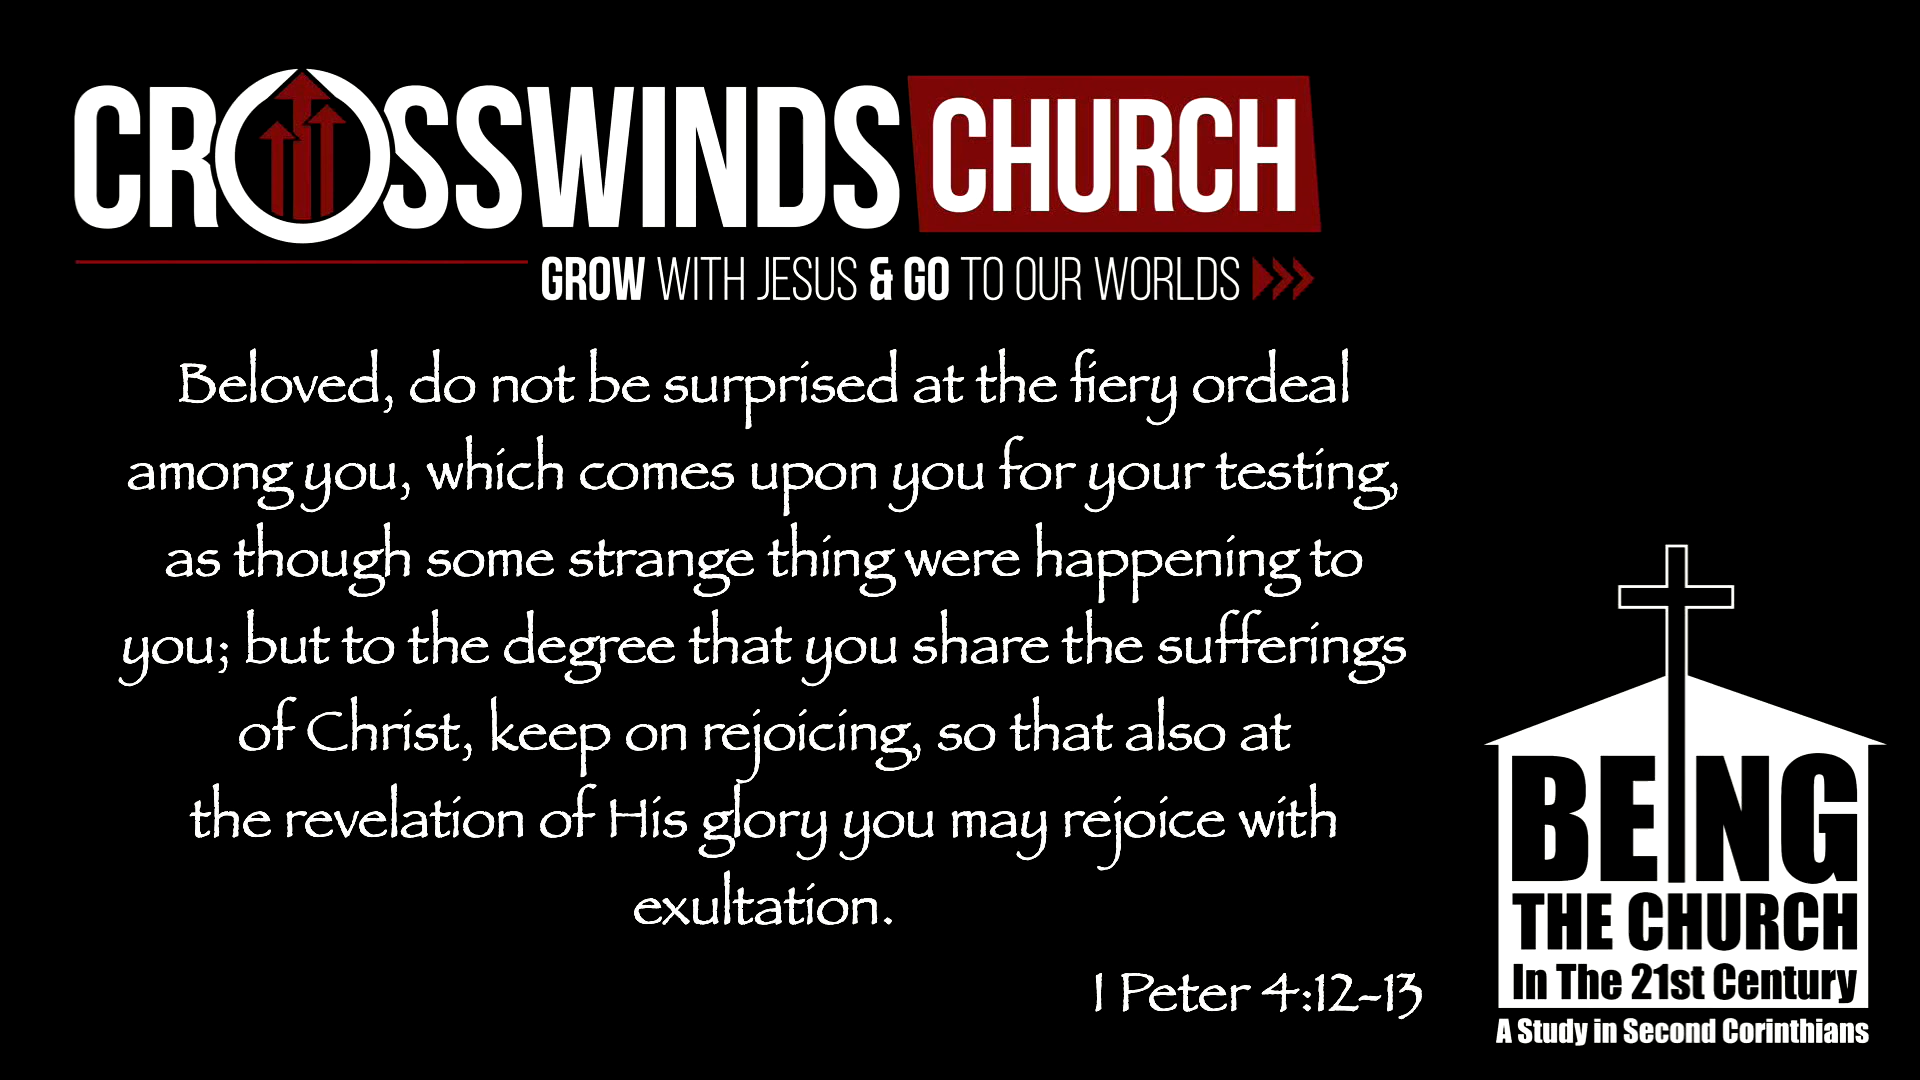 CROSSWINDS CHURCH
GROW WITH JESUS & GO TO OUR WORLDS
Beloved, do not be surprised at the fiery ordeal
among you, which comes upon you for your testing,
as though some strange thing were happening to
you; but to the degree that you share the sufferings
of Christ, keep on rejoicing, so that also at
the revelation of His glory you may rejoice with
exultation.
1 Peter 4:12-13
BEING
THE CHURCH
In The 21st Century
A Study in Second Corinthians